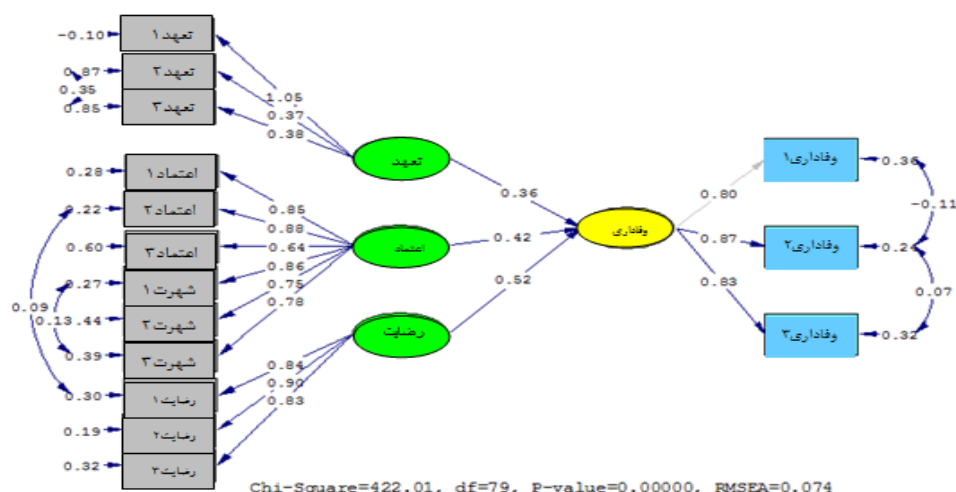 -0.10 تعهد۱
0.87 تعهد۲
0.35
0.85 تعهد۳
1.05
0.37
0.38
تعهد
0.36
0.28 اعتماد۱
0.22 اعتماد۲
0.60 اعتماد۳
0.27 شهرت۱
0.13.44 شهرت۲
0.39 شهرت۳
0.09
0.85
0.88
0.64
0.86
0.75
0.78
اعتماد
0.42
0.30 رضایت۱
0.19 رضایت۲
0.32 رضایت۳
0.84
0.90
0.83
رضایت
0.52
وفاداری
0.80
0.87
0.83
وفاداری۱ 0.36
-0.11
وفاداری۲ 0.24
0.07
وفاداری۳ 0.32
Chi-Square=422.01, df=79, P-value=0.00000, RMSEA=0.074